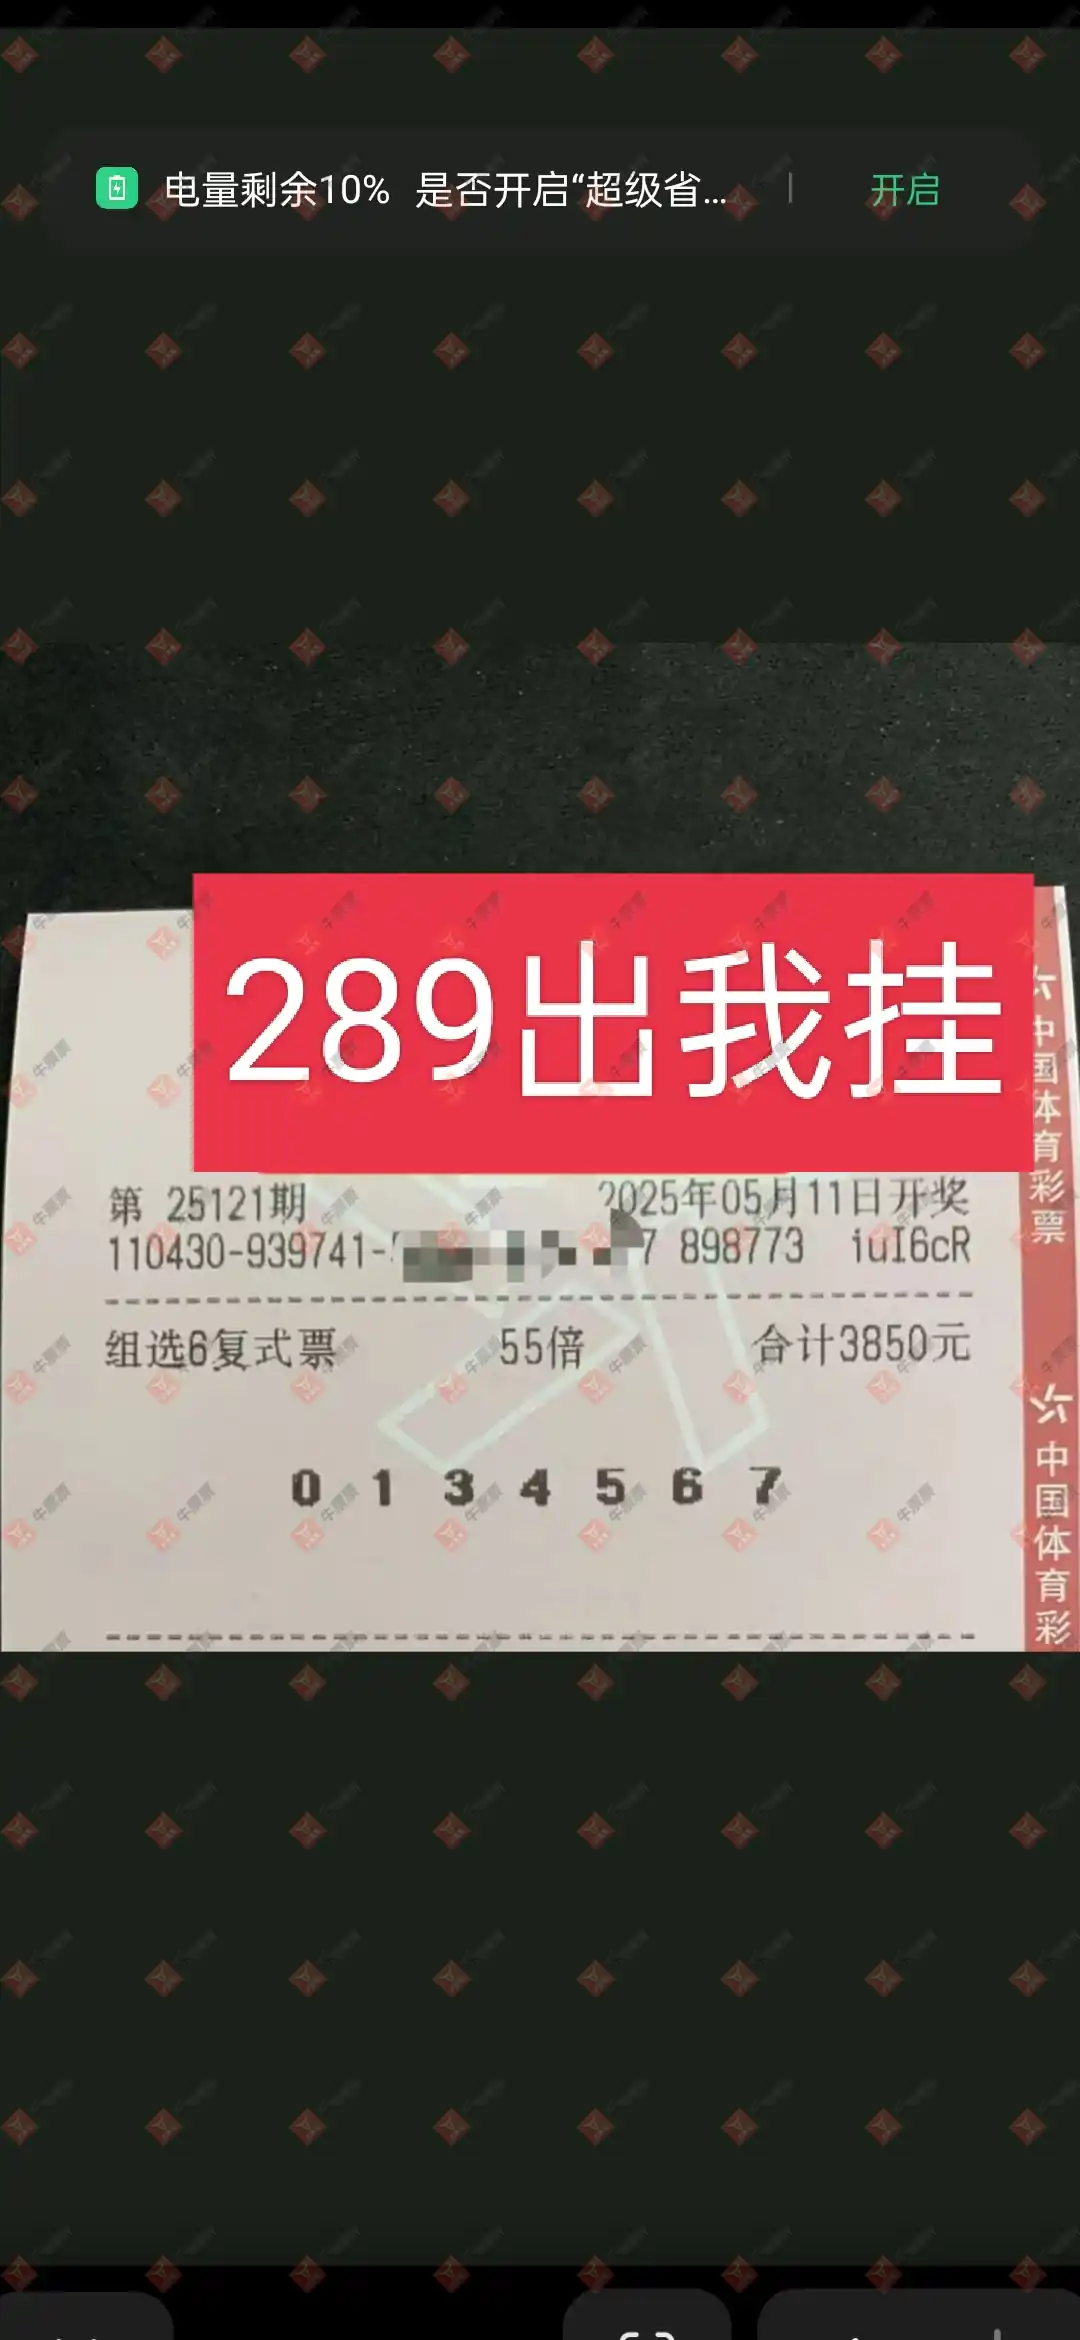 电量剩余10% 是否开启“超级省... | 开启
289出我挂
第 25121期 2025年05月11日开奖
110430-939741- 7 898773 iuI6cR
组选6复式票 55倍 合计3850元
0 1 3 4 5 6 7
中国体育彩票
中国体育彩
牛票票